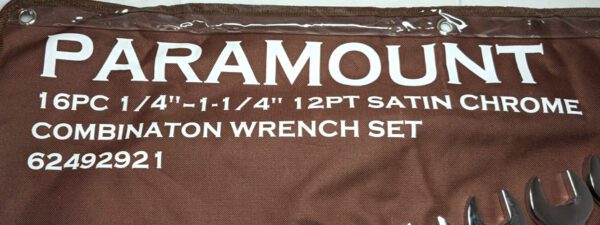 PARAMOUNT
16PC 1/4"-1-1/4" 12PT SATIN CHROME
COMBINATON WRENCH SET
62492921